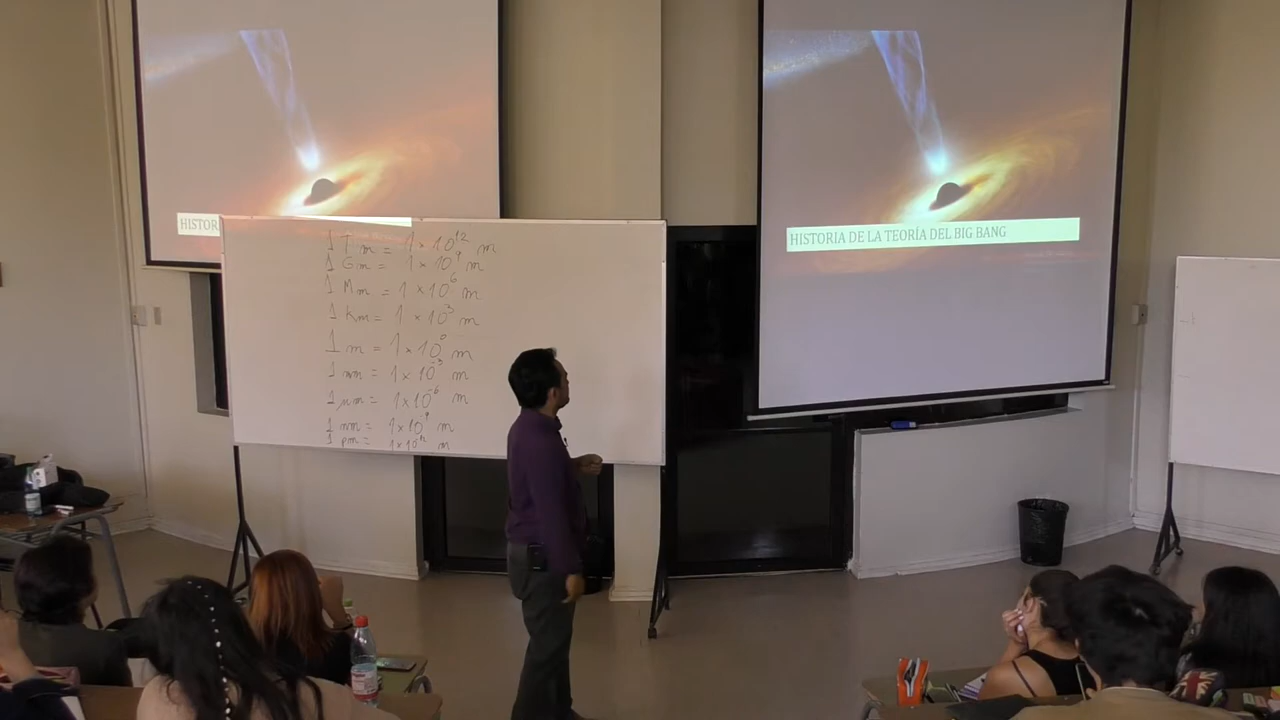 HISTOR
1 Tm = 1 × 10¹² m
1 Gm = 1 × 10⁹ m
1 Mm = 1 × 10⁶ m
1 Km = 1 × 10³ m
1 m = 1 × 10⁰ m
1 mm = 1 × 10⁻³ m
1 μm = 1 × 10⁻⁶ m
1 nm = 1 × 10⁻⁹ m
1 pm = 1 × 10⁻¹² m
HISTORIA DE LA TEORÍA DEL BIG BANG